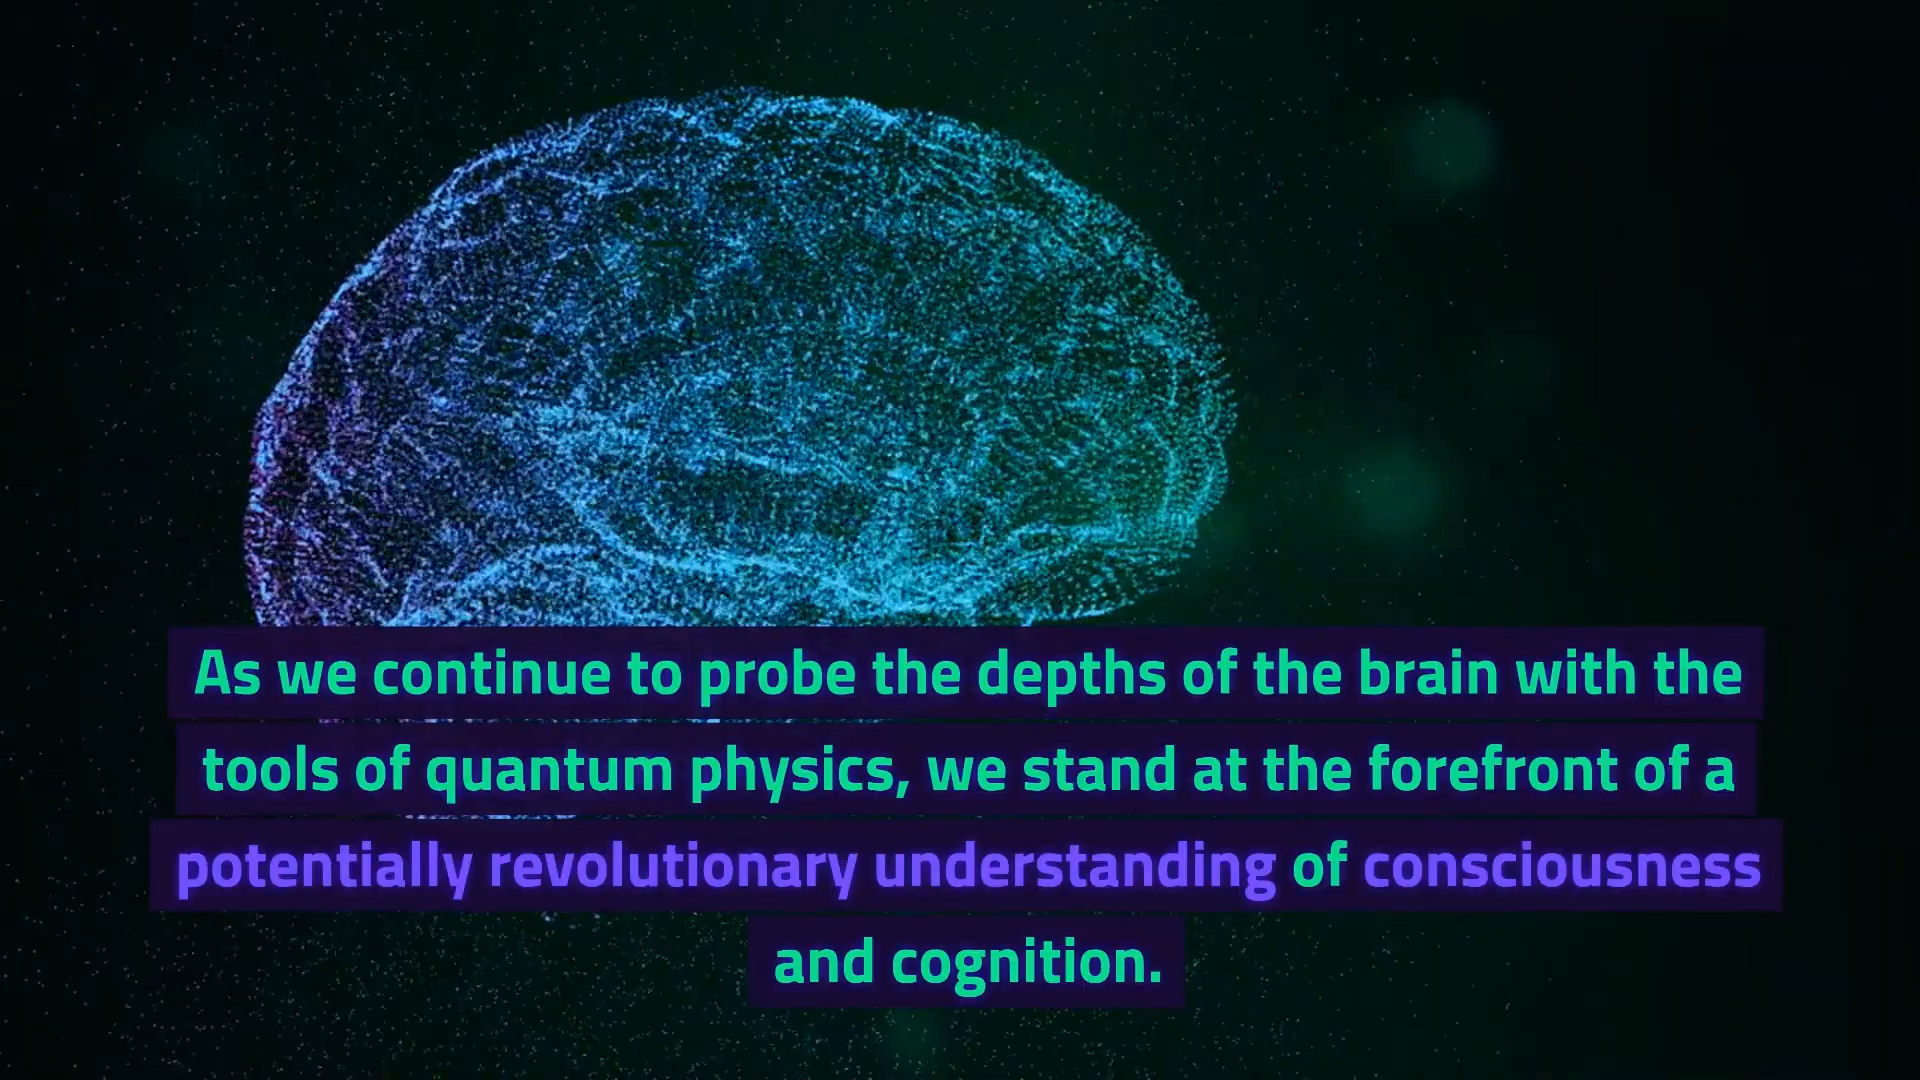 As we continue to probe the depths of the brain with the
tools of quantum physics, we stand at the forefront of a
potentially revolutionary understanding of consciousness
and cognition.